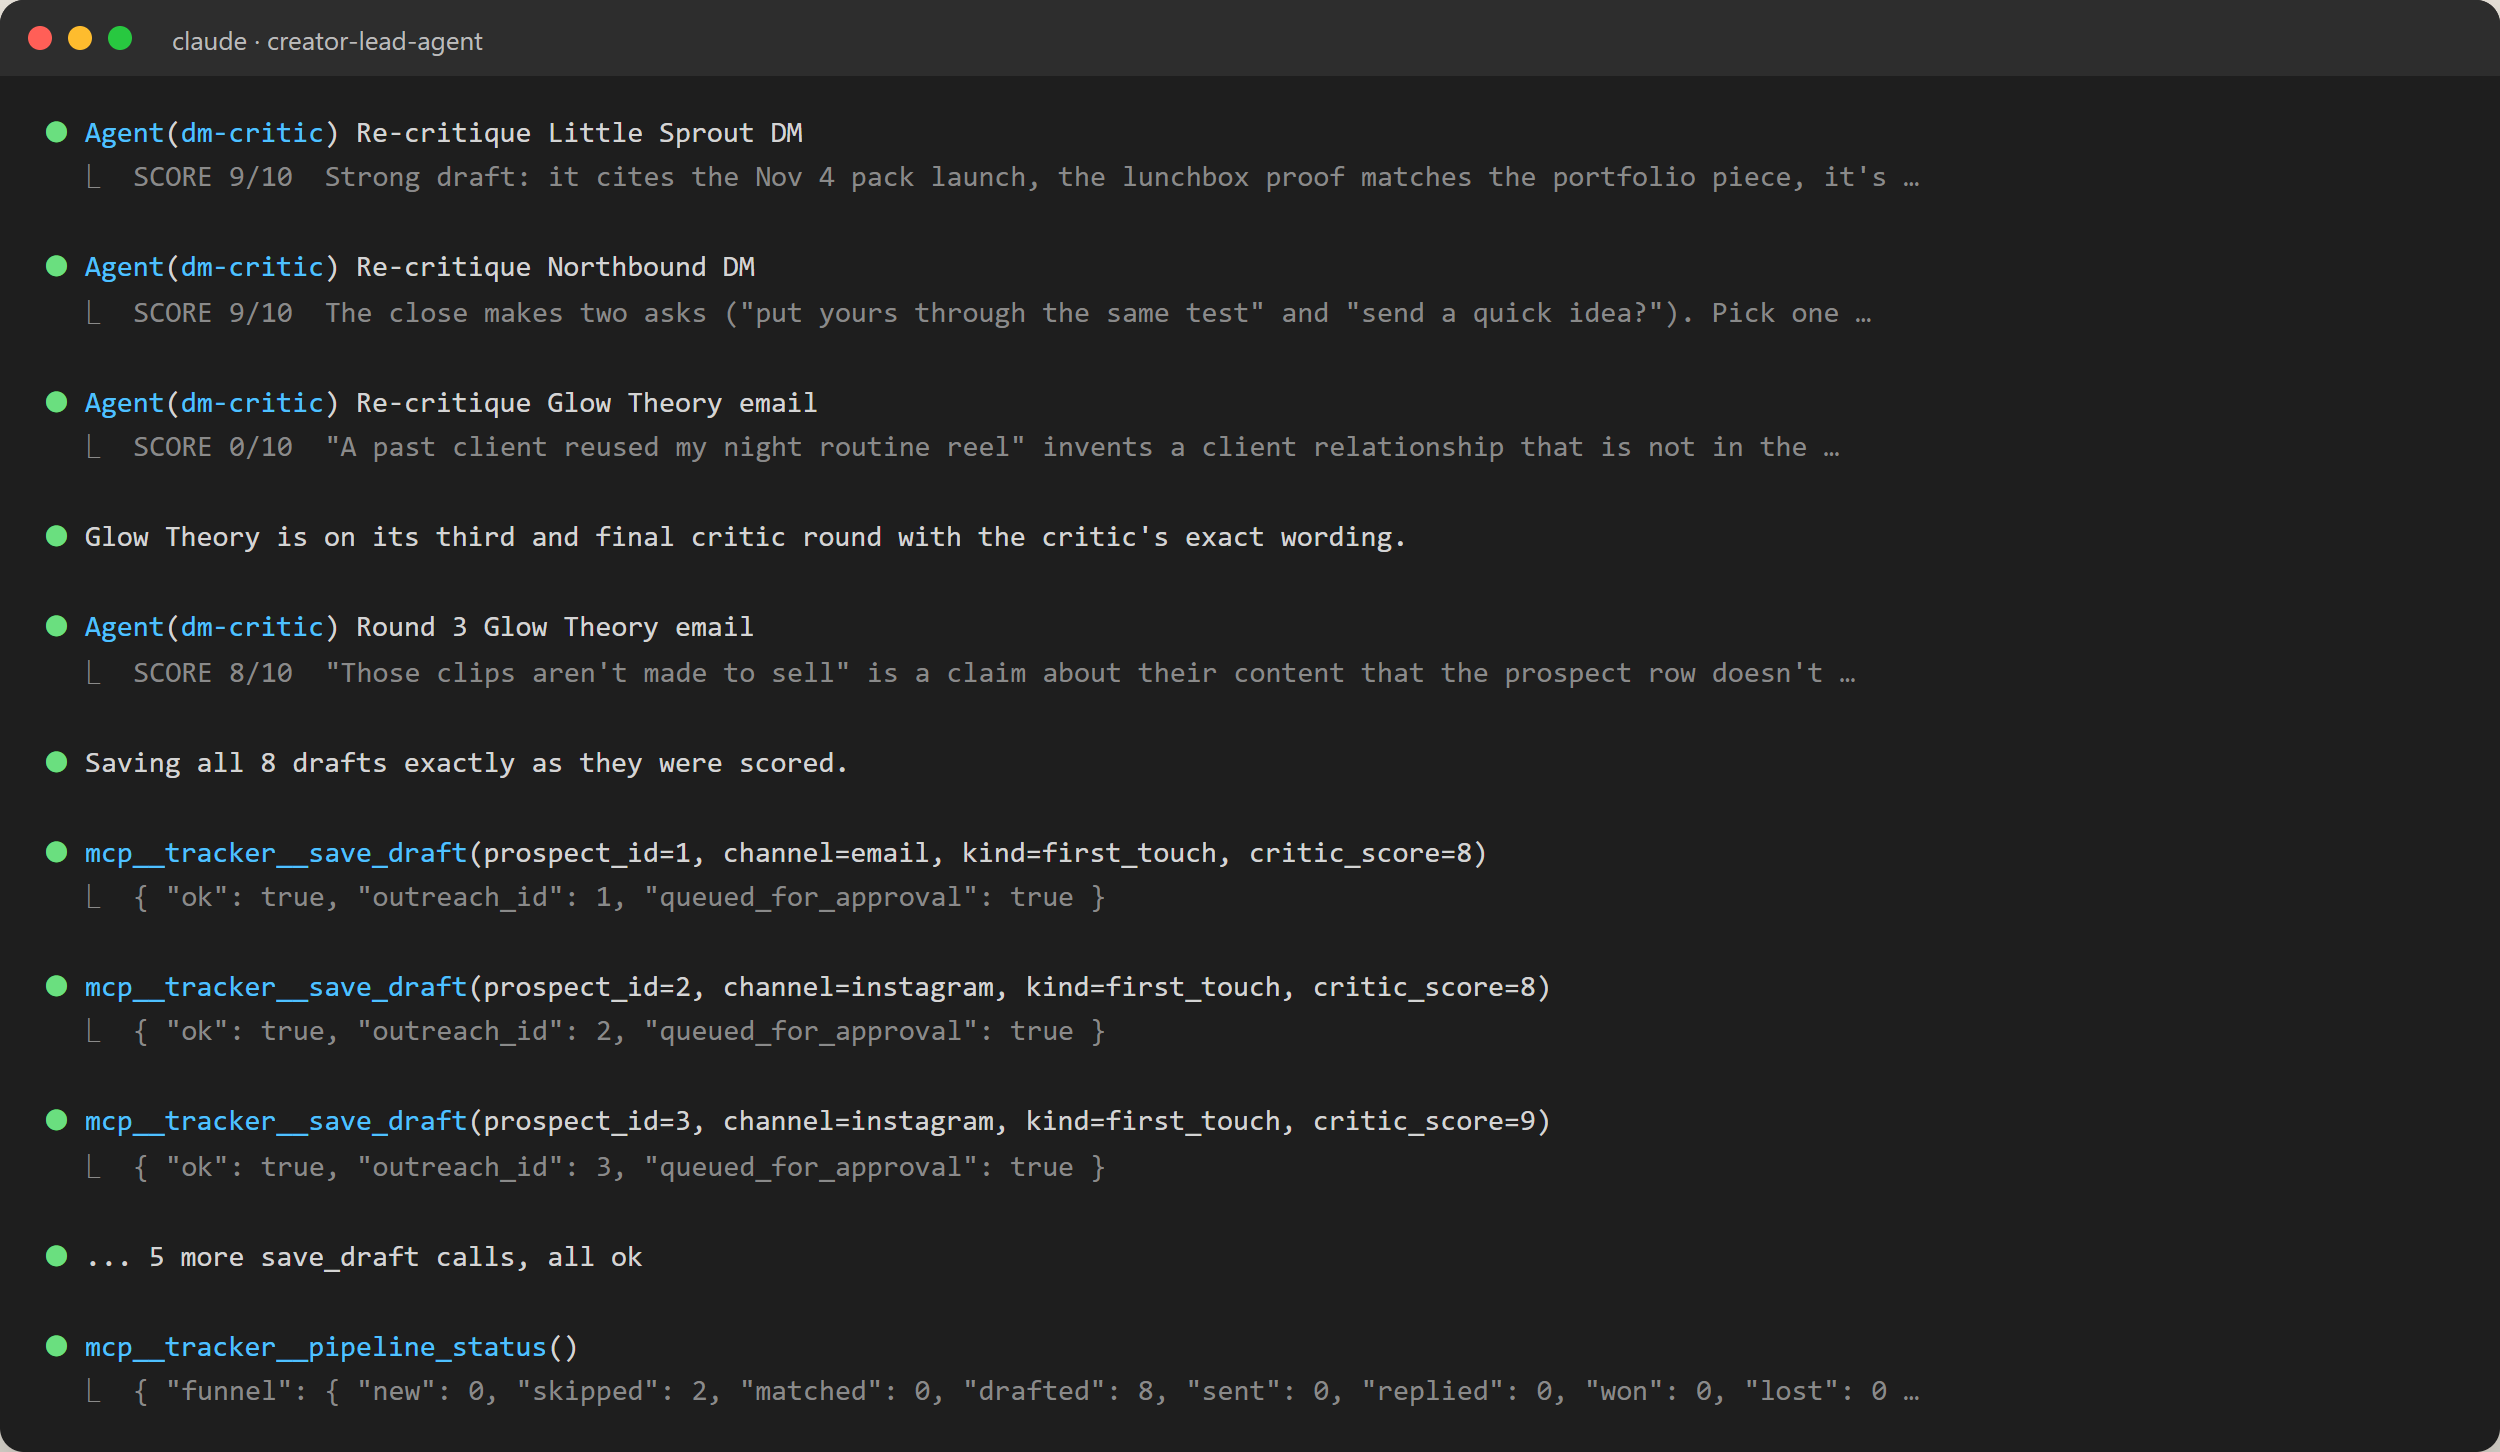 claude · creator-lead-agent
● Agent(dm-critic) Re-critique Little Sprout DM
⎿ SCORE 9/10 Strong draft: it cites the Nov 4 pack launch, the lunchbox proof matches the portfolio piece, it's …
● Agent(dm-critic) Re-critique Northbound DM
⎿ SCORE 9/10 The close makes two asks ("put yours through the same test" and "send a quick idea?"). Pick one …
● Agent(dm-critic) Re-critique Glow Theory email
⎿ SCORE 0/10 "A past client reused my night routine reel" invents a client relationship that is not in the …
● Glow Theory is on its third and final critic round with the critic's exact wording.
● Agent(dm-critic) Round 3 Glow Theory email
⎿ SCORE 8/10 "Those clips aren't made to sell" is a claim about their content that the prospect row doesn't …
● Saving all 8 drafts exactly as they were scored.
● mcp__tracker__save_draft(prospect_id=1, channel=email, kind=first_touch, critic_score=8)
⎿ { "ok": true, "outreach_id": 1, "queued_for_approval": true }
● mcp__tracker__save_draft(prospect_id=2, channel=instagram, kind=first_touch, critic_score=8)
⎿ { "ok": true, "outreach_id": 2, "queued_for_approval": true }
● mcp__tracker__save_draft(prospect_id=3, channel=instagram, kind=first_touch, critic_score=9)
⎿ { "ok": true, "outreach_id": 3, "queued_for_approval": true }
● ... 5 more save_draft calls, all ok
● mcp__tracker__pipeline_status()
⎿ { "funnel": { "new": 0, "skipped": 2, "matched": 0, "drafted": 8, "sent": 0, "replied": 0, "won": 0, "lost": 0 …